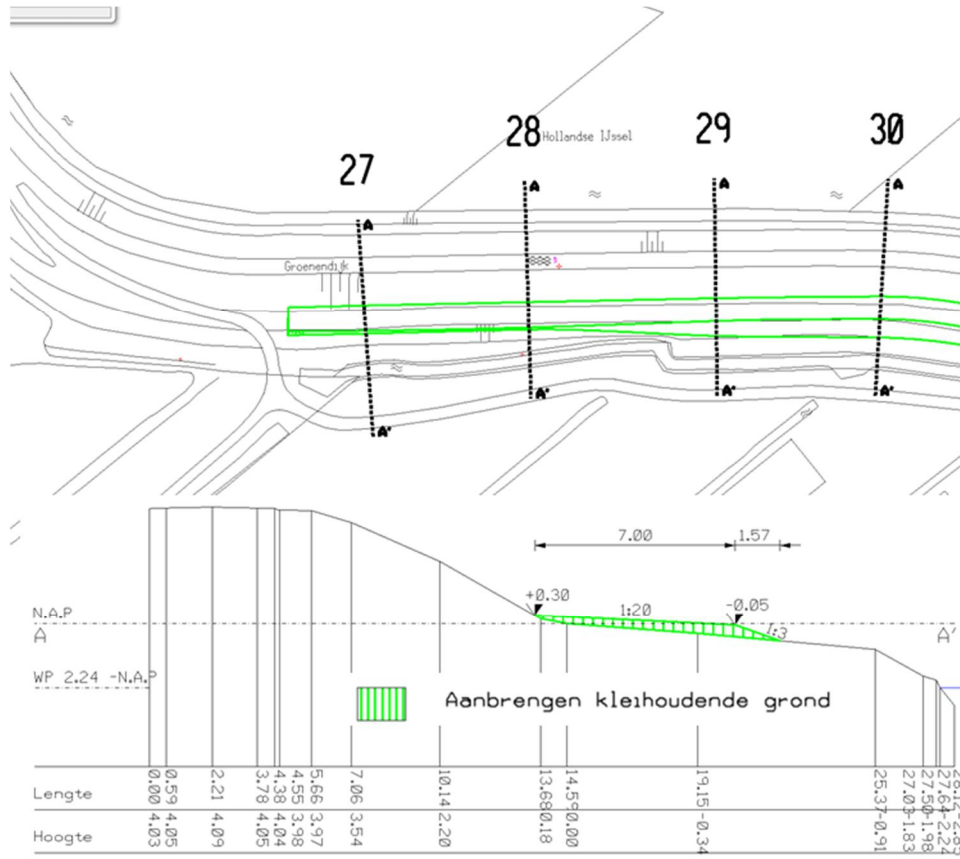 27
28
29
30
Hollandse IJssel
A
A
A
A
Groenendijk
A'
A'
A'
A'
7.00
1.57
+0.30
1:20
-0.05
1:3
N.A.P
A
A'
WP 2.24 -N.A.P
Aanbrengen kleihoudende grond
Lengte 0.00 0.59 2.21 3.78 4.38 4.55 5.66 7.06 10.14 13.68 14.59 19.15 25.37 27.03 27.50 27.64
Hoogte 4.03 4.05 4.09 4.05 4.04 3.98 3.97 3.54 2.20 0.18 0.00 -0.34 -0.91 -1.83 -1.98 -2.24